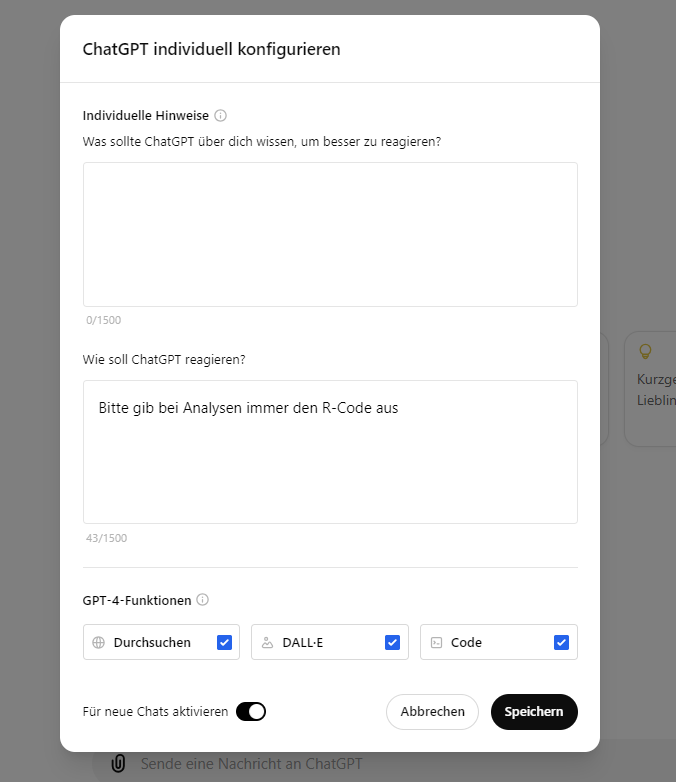 ChatGPT individuell konfigurieren
Individuelle Hinweise
Was sollte ChatGPT über dich wissen, um besser zu reagieren?
0/1500
Wie soll ChatGPT reagieren?
Bitte gib bei Analysen immer den R-Code aus
43/1500
Kurzge
Lieblin
GPT-4-Funktionen
Durchsuchen
DALL·E
Code
Für neue Chats aktivieren
Abbrechen
Speichern
Sende eine Nachricht an ChatGPT